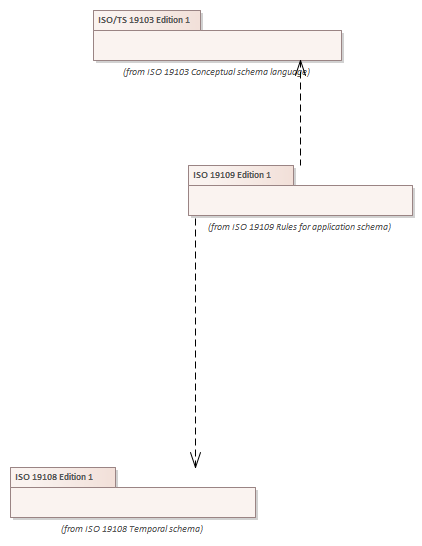 ISO/TS 19103 Edition 1
(from ISO 19103 Conceptual schema language)
ISO 19109 Edition 1
(from ISO 19109 Rules for application schema)
ISO 19108 Edition 1
(from ISO 19108 Temporal schema)